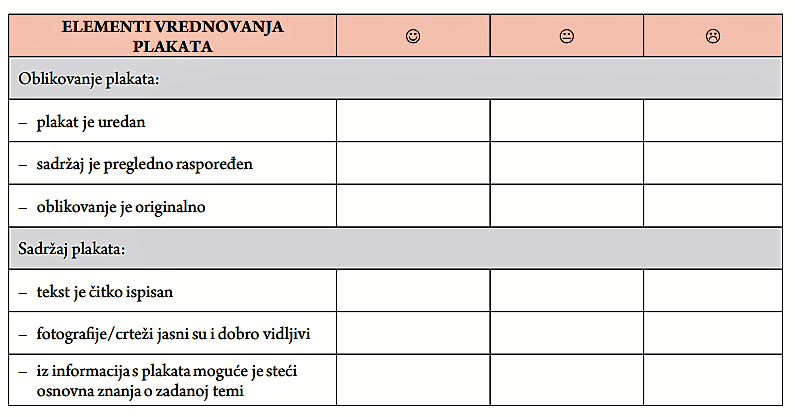 ELEMENTI VREDNOVANJA
PLAKATA
☺ 😐 ☹
Oblikovanje plakata:
– plakat je uredan
– sadržaj je pregledno raspoređen
– oblikovanje je originalno
Sadržaj plakata:
– tekst je čitko ispisan
– fotografije/crteži jasni su i dobro vidljivi
– iz informacija s plakata moguće je steći
osnovna znanja o zadanoj temi